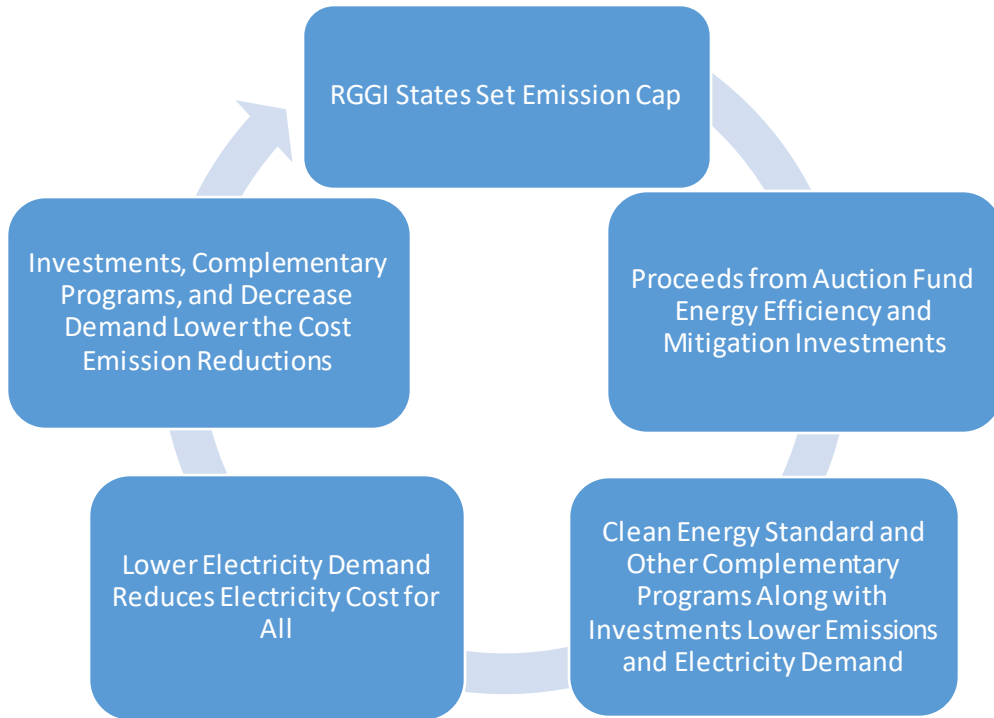 RGGI States Set Emission Cap
Proceeds from Auction Fund
Energy Efficiency and
Mitigation Investments
Clean Energy Standard and
Other Complementary
Programs Along with
Investments Lower Emissions
and Electricity Demand
Lower Electricity Demand
Reduces Electricity Cost for
All
Investments, Complementary
Programs, and Decrease
Demand Lower the Cost
Emission Reductions